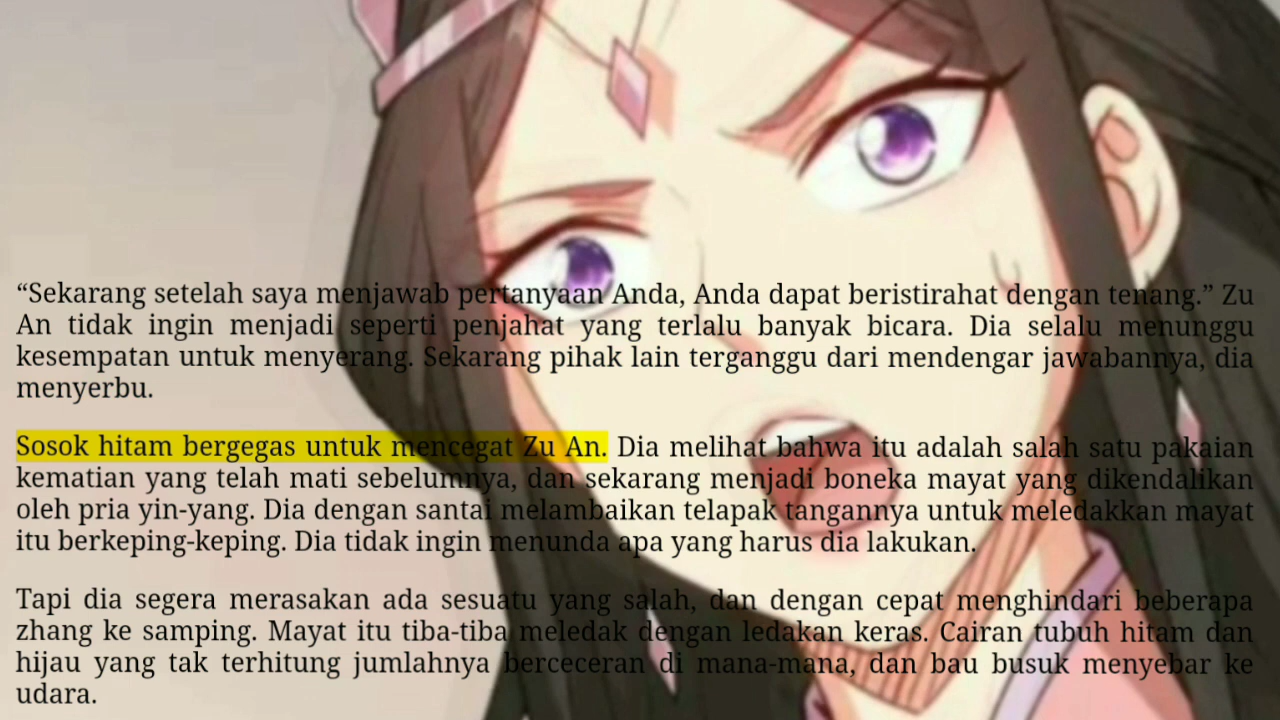 “Sekarang setelah saya menjawab pertanyaan Anda, Anda dapat beristirahat dengan tenang.” Zu
An tidak ingin menjadi seperti penjahat yang terlalu banyak bicara. Dia selalu menunggu
kesempatan untuk menyerang. Sekarang pihak lain terganggu dari mendengar jawabannya, dia
menyerbu.
Sosok hitam bergegas untuk mencegat Zu An. Dia melihat bahwa itu adalah salah satu pakaian
kematian yang telah mati sebelumnya, dan sekarang menjadi boneka mayat yang dikendalikan
oleh pria yin-yang. Dia dengan santai melambaikan telapak tangannya untuk meledakkan mayat
itu berkeping-keping. Dia tidak ingin menunda apa yang harus dia lakukan.
Tapi dia segera merasakan ada sesuatu yang salah, dan dengan cepat menghindari beberapa
zhang ke samping. Mayat itu tiba-tiba meledak dengan ledakan keras. Cairan tubuh hitam dan
hijau yang tak terhitung jumlahnya berceceran di mana-mana, dan bau busuk menyebar ke
udara.